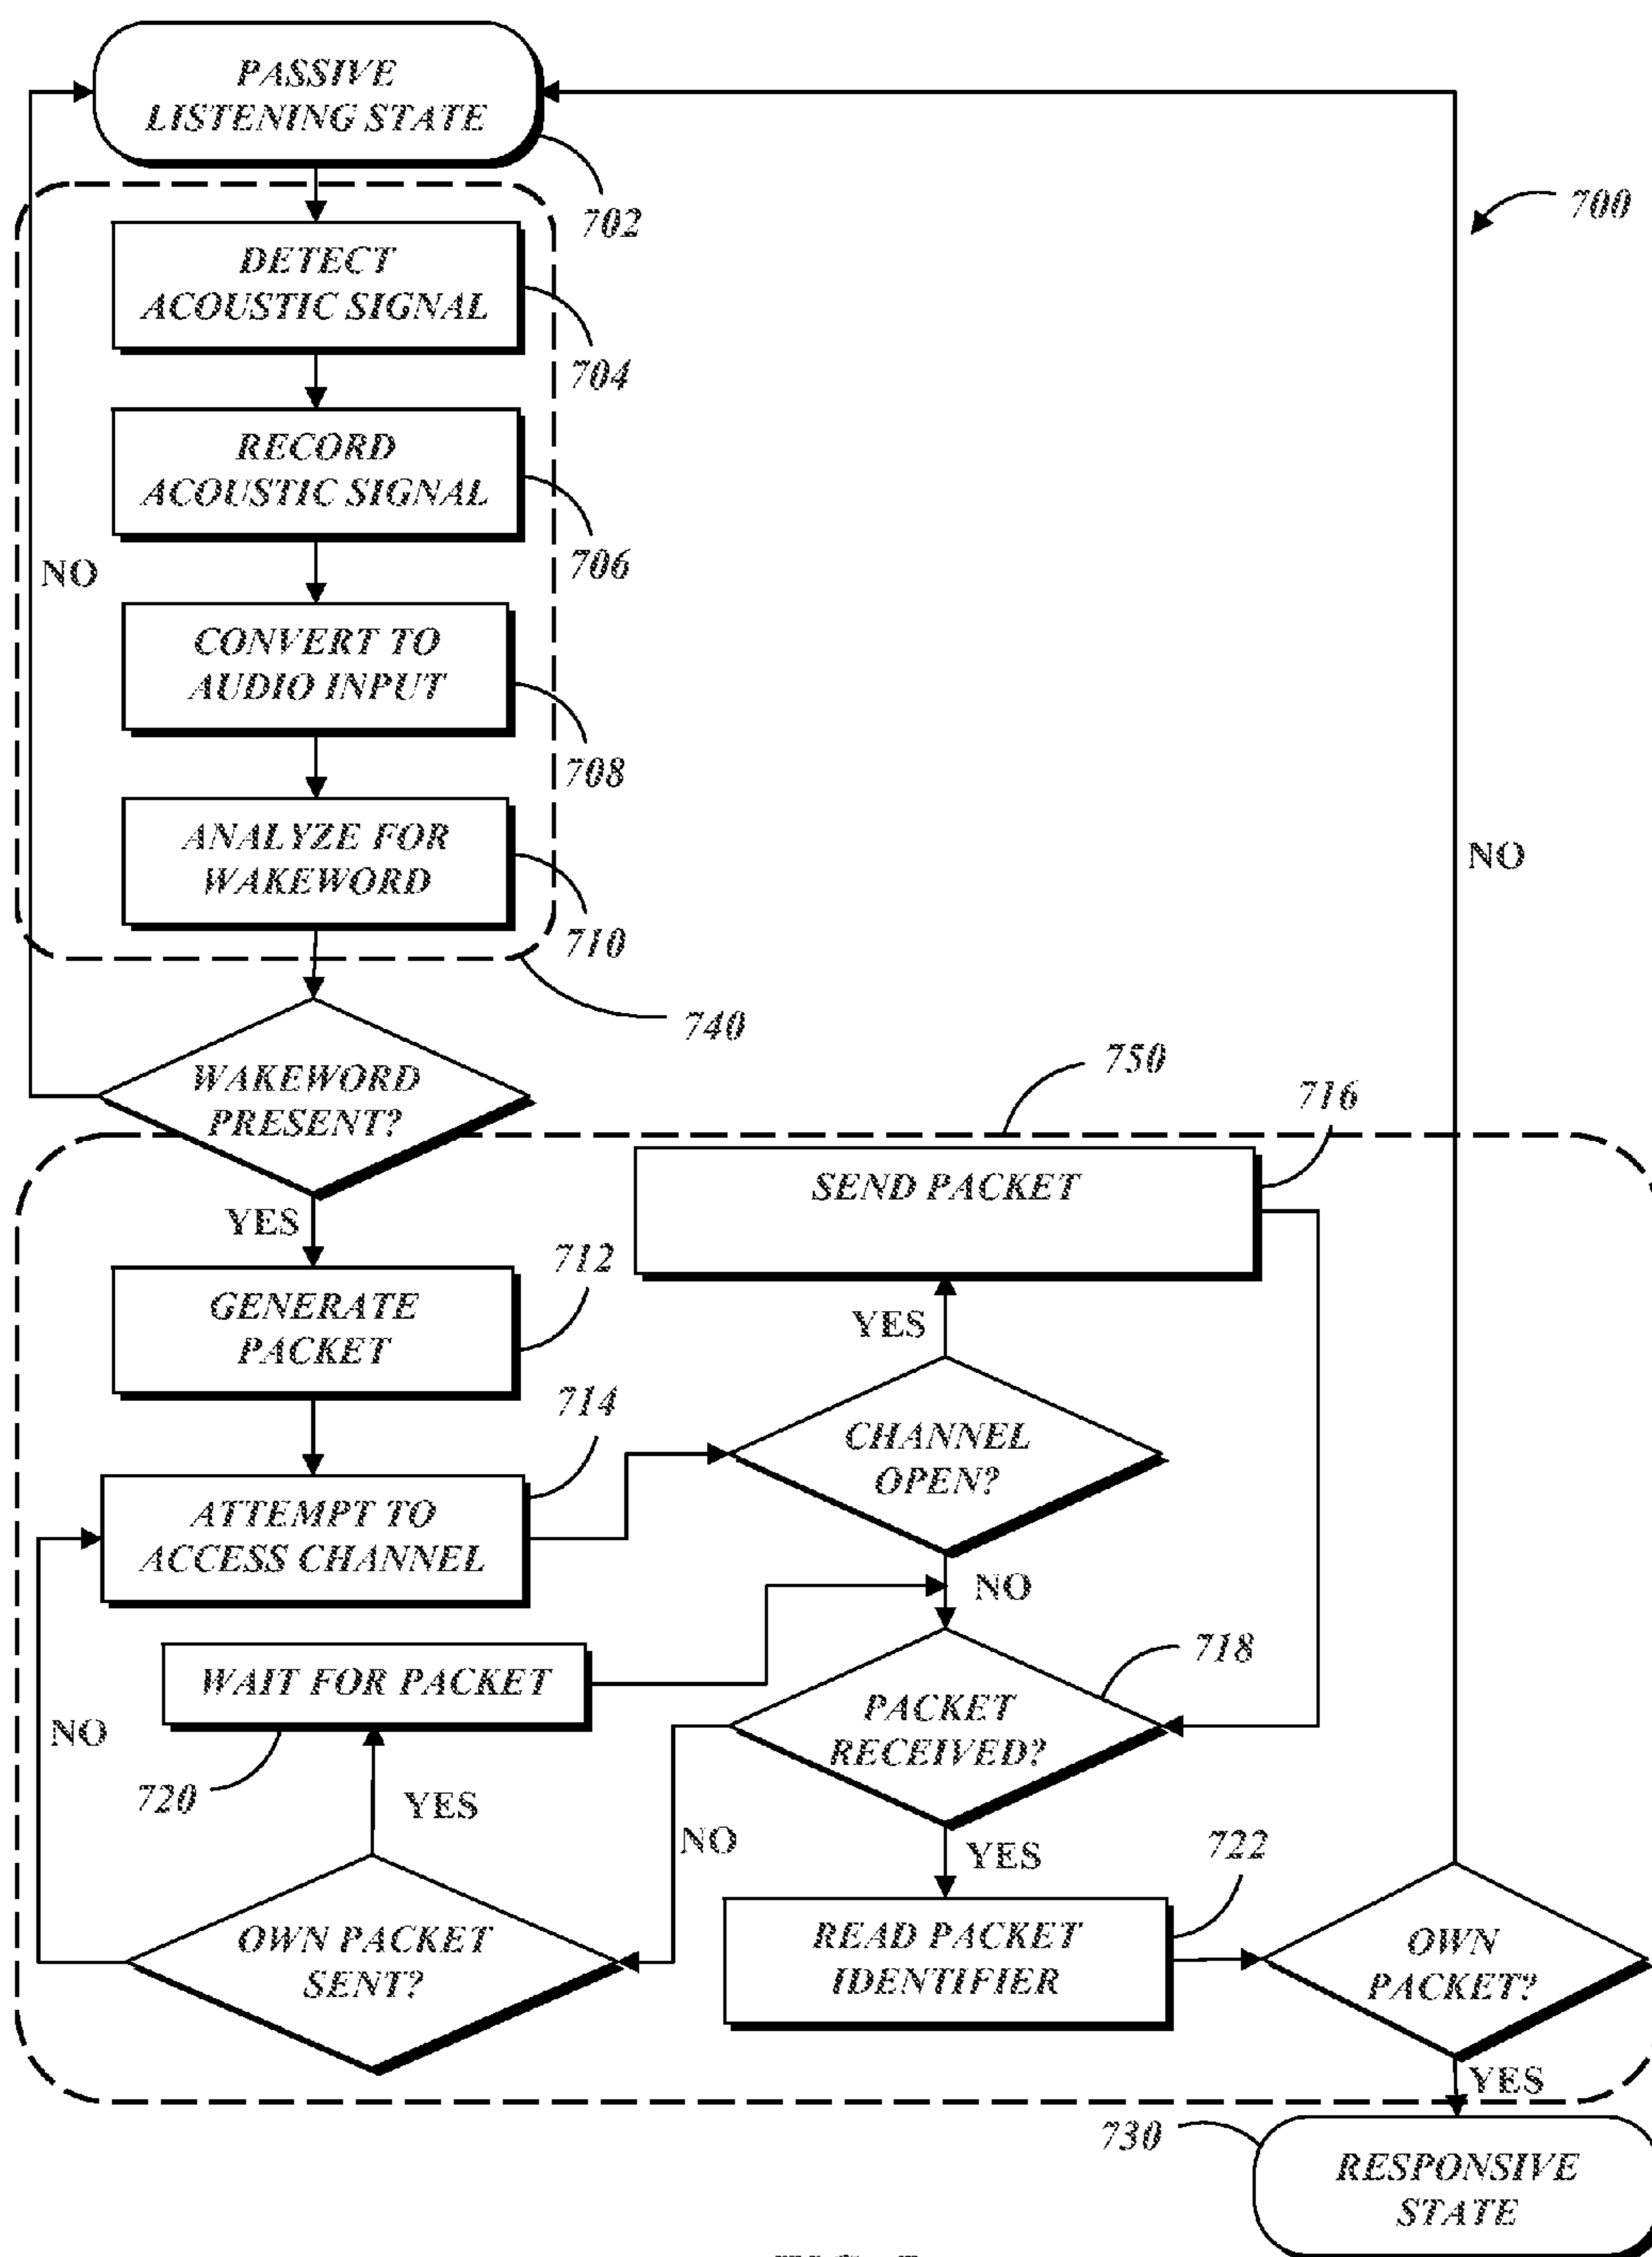 PASSIVE
LISTENING STATE
702
700
DETECT
ACOUSTIC SIGNAL
704
RECORD
ACOUSTIC SIGNAL
706
NO
CONVERT TO
AUDIO INPUT
708
ANALYZE FOR
WAKEWORD
710
NO
740
WAKEWORD
PRESENT?
750
716
SEND PACKET
YES
712
GENERATE
PACKET
YES
714
CHANNEL
OPEN?
ATTEMPT TO
ACCESS CHANNEL
NO
718
WAIT FOR PACKET
PACKET
RECEIVED?
NO
720
YES
NO
YES
722
OWN PACKET
SENT?
READ PACKET
IDENTIFIER
OWN
PACKET?
YES
730
RESPONSIVE
STATE